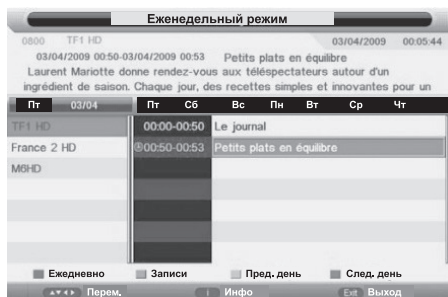 Еженедельный режим
0800 TF1 HD 03/04/2009 00:05:44
03/04/2009 00:50-03/04/2009 00:53 Petits plats en équilibre
Laurent Mariotte donne rendez-vous aux téléspectateurs autour d'un
ingrédient de saison. Chaque jour, des recettes simples et innovantes pour un
Пт 03/04 Пт Сб Вс Пн Вт Ср Чт
TF1 HD 00:00-00:50 Le journal
France 2 HD 00:50-00:53 Petits plats en équilibre
M6HD
Ежедневно Записи Пред. день След. день
Перем. i Инфо Exit Выход